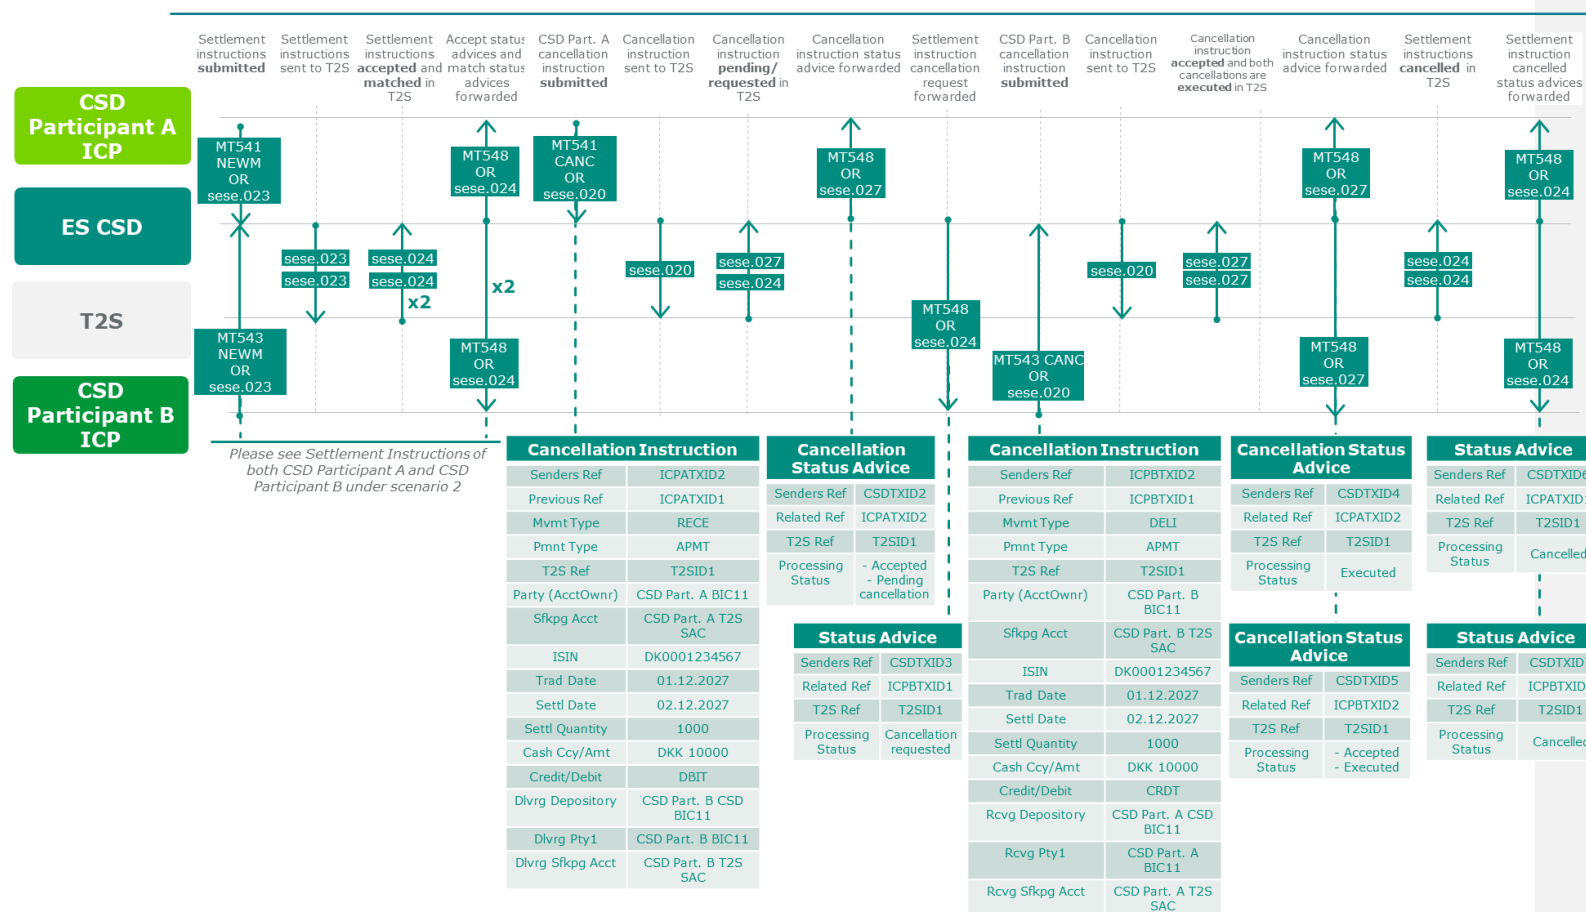 Settlement
instructions
submitted
Settlement
instructions
sent to T2S
Settlement
instructions
accepted and
matched in
T2S
Accept status
advices and
match status
advices
forwarded
CSD Part. A
cancellation
instruction
submitted
Cancellation
instruction
sent to T2S
Cancellation
instruction
pending/
requested in
T2S
Cancellation
instruction status
advice forwarded
Settlement
instruction
cancellation
request
forwarded
CSD Part. B
cancellation
instruction
submitted
Cancellation
instruction
sent to T2S
Cancellation
instruction
accepted and both
cancellations are
executed in T2S
Cancellation
instruction status
advice forwarded
Settlement
instructions
cancelled in
T2S
Settlement
instruction
cancelled
status advices
forwarded
CSD
Participant A
ICP
ES CSD
T2S
CSD
Participant B
ICP
MT541
NEWM
OR
sese.023
MT543
NEWM
OR
sese.023
sese.023
sese.023
sese.024
sese.024
x2
MT548
OR
sese.024
x2
MT548
OR
sese.024
MT541
CANC
OR
sese.020
sese.020
sese.027
sese.024
MT548
OR
sese.027
MT548
OR
sese.024
MT543 CANC
OR
sese.020
sese.020
sese.027
sese.027
MT548
OR
sese.027
MT548
OR
sese.027
sese.024
sese.024
MT548
OR
sese.024
MT548
OR
sese.024
Please see Settlement Instructions of
both CSD Participant A and CSD
Participant B under scenario 2
Cancellation Instruction
Senders Ref ICPATXID2
Previous Ref ICPATXID1
Mvmt Type RECE
Pmnt Type APMT
T2S Ref T2SID1
Party (AcctOwnr) CSD Part. A BIC11
Sfkpg Acct CSD Part. A T2S
SAC
ISIN DK0001234567
Trad Date 01.12.2027
Settl Date 02.12.2027
Settl Quantity 1000
Cash Ccy/Amt DKK 10000
Credit/Debit DBIT
Dlvrg Depository CSD Part. B CSD
BIC11
Dlvrg Pty1 CSD Part. B BIC11
Dlvrg Sfkpg Acct CSD Part. B T2S
SAC
Cancellation
Status Advice
Senders Ref CSDTXID2
Related Ref ICPATXID2
T2S Ref T2SID1
Processing
Status
- Accepted
- Pending
cancellation
Status Advice
Senders Ref CSDTXID3
Related Ref ICPBTXID1
T2S Ref T2SID1
Processing
Status
Cancellation
requested
Cancellation Instruction
Senders Ref ICPBTXID2
Previous Ref ICPBTXID1
Mvmt Type DELI
Pmnt Type APMT
T2S Ref T2SID1
Party (AcctOwnr) CSD Part. B
BIC11
Sfkpg Acct CSD Part. B T2S
SAC
ISIN DK0001234567
Trad Date 01.12.2027
Settl Date 02.12.2027
Settl Quantity 1000
Cash Ccy/Amt DKK 10000
Credit/Debit CRDT
Rcvg Depository CSD Part. A CSD
BIC11
Rcvg Pty1 CSD Part. A
BIC11
Rcvg Sfkpg Acct CSD Part. A T2S
SAC
Cancellation Status
Advice
Senders Ref CSDTXID4
Related Ref ICPATXID2
T2S Ref T2SID1
Processing
Status
Executed
Cancellation Status
Advice
Senders Ref CSDTXID5
Related Ref ICPBTXID2
T2S Ref T2SID1
Processing
Status
- Accepted
- Executed
Status Advice
Senders Ref CSDTXID6
Related Ref
T2S Ref T2SID1
Processing
Status
Cancelled
Status Advice
Senders Ref
Related Ref
T2S Ref T2SID1
Processing
Status
Cancelled